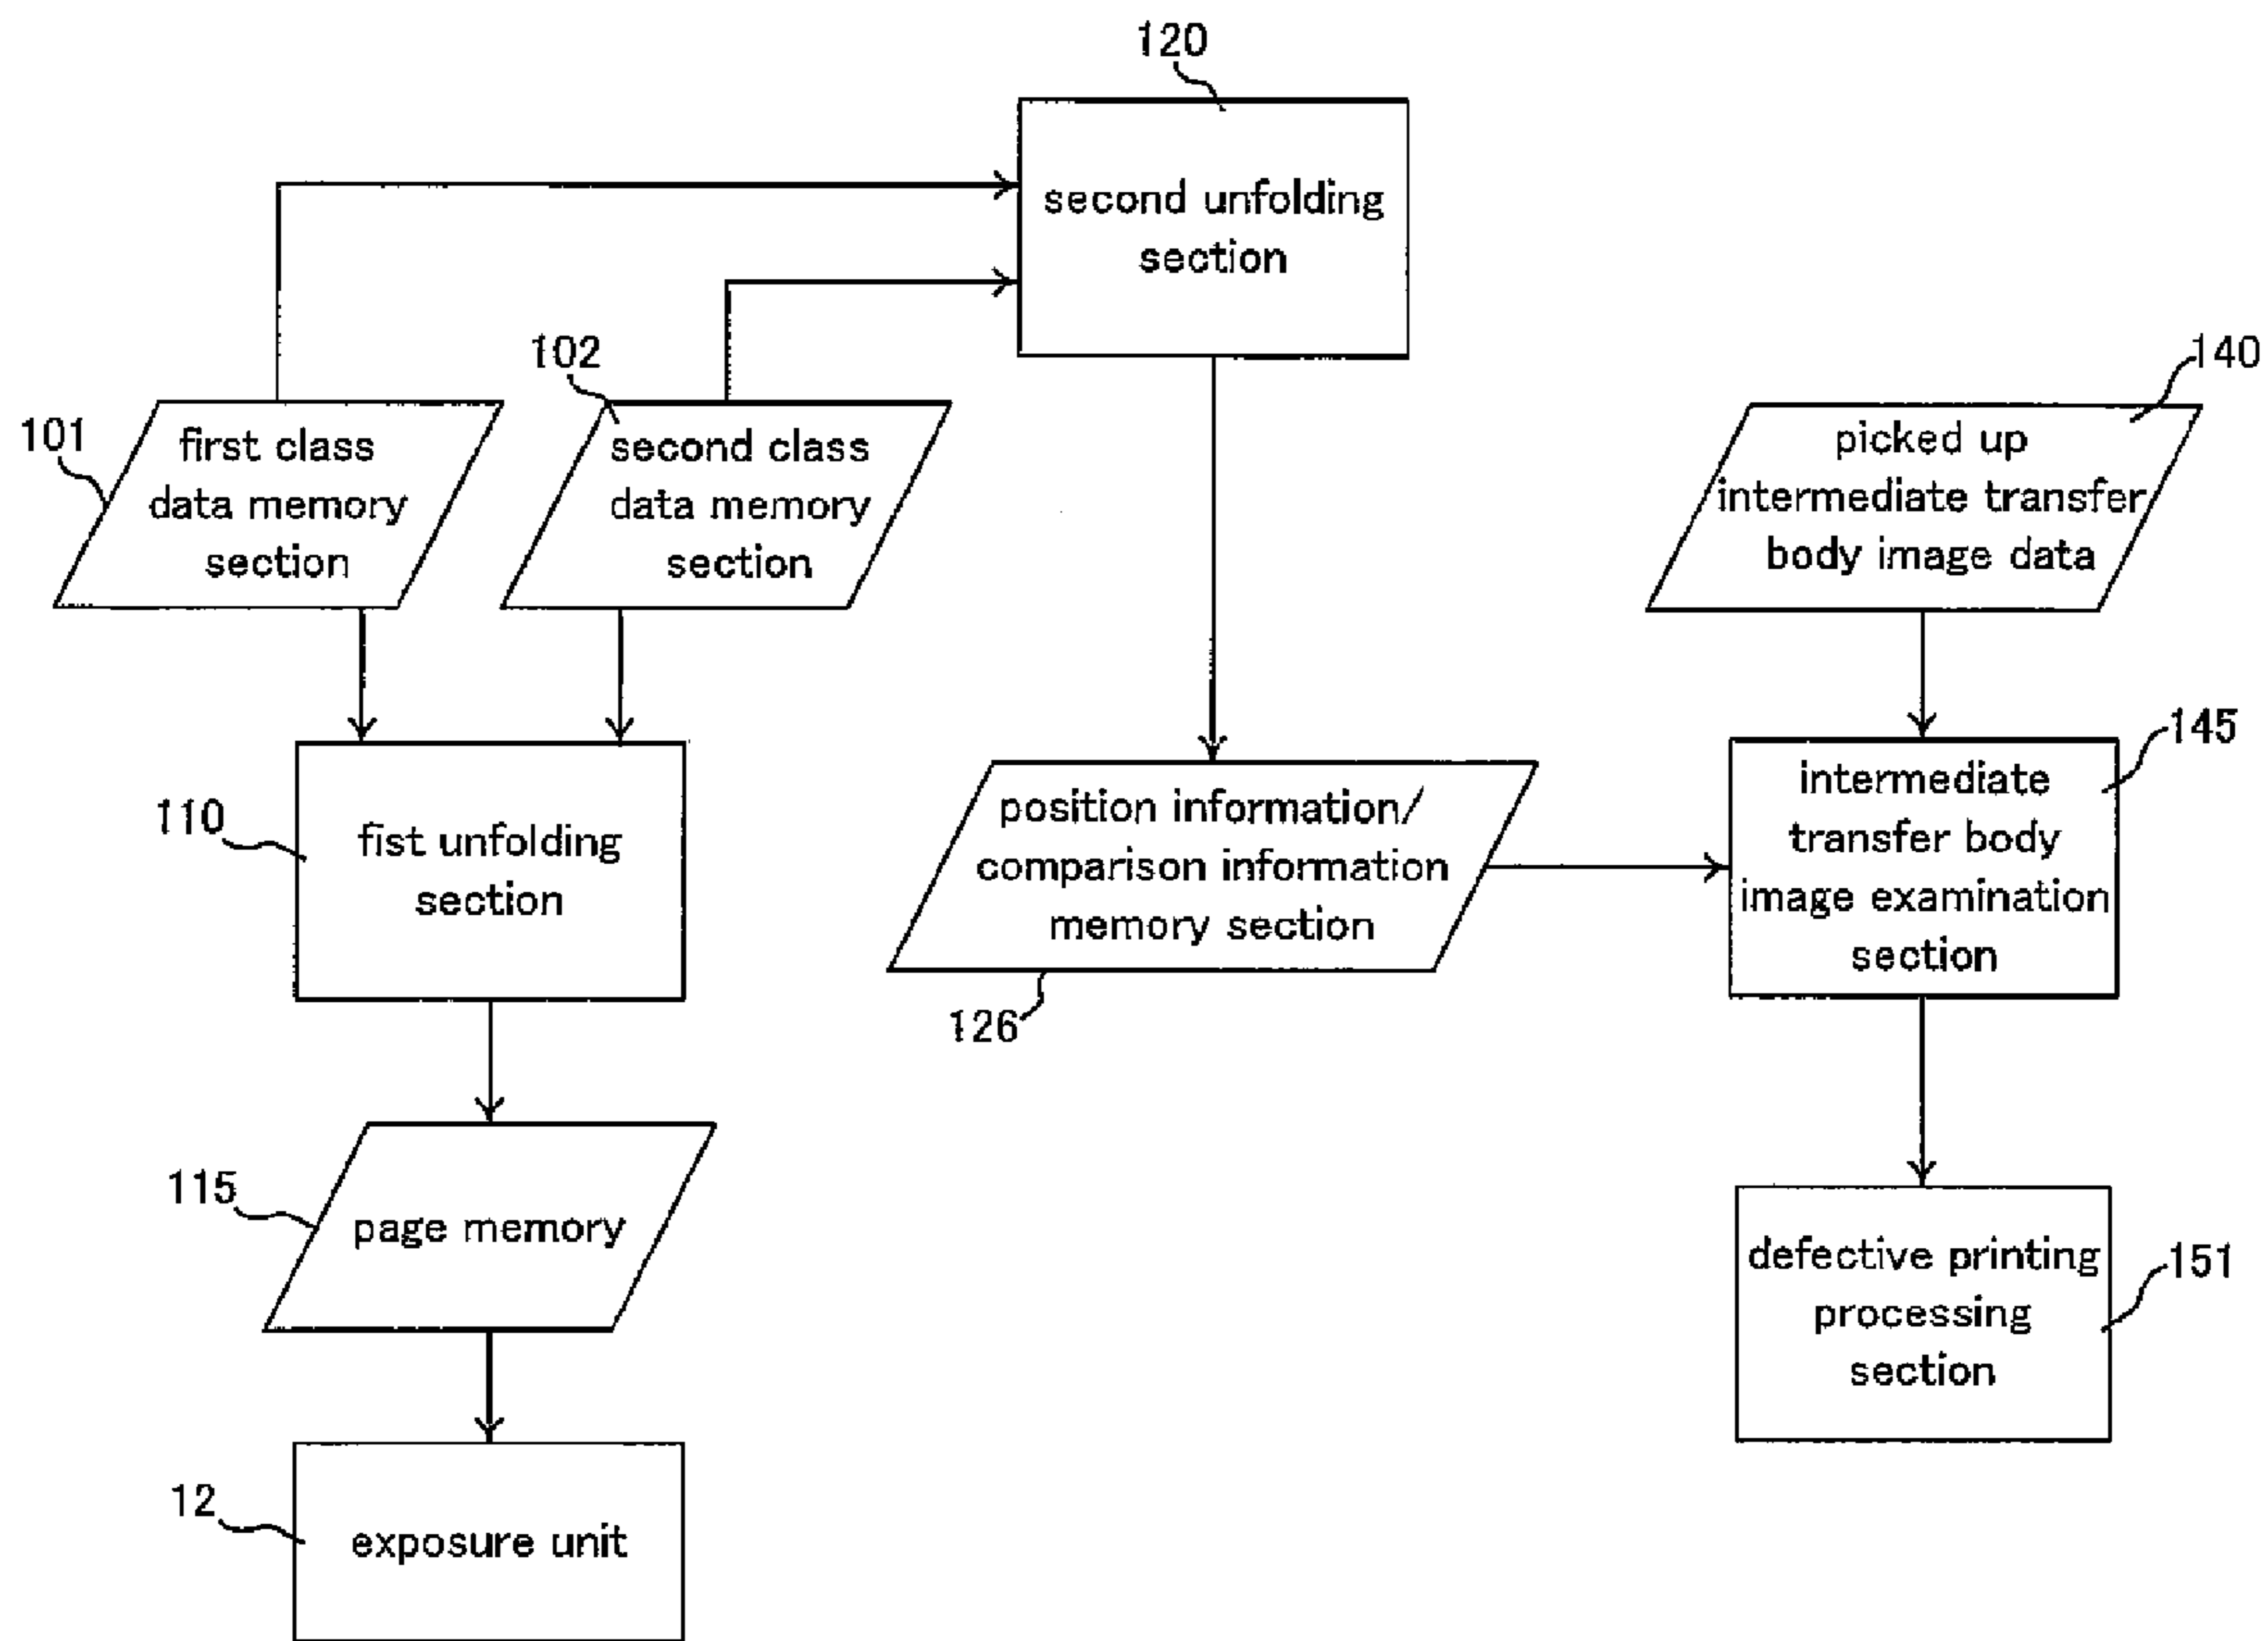 120
second unfolding
section
102
140
101
first class
data memory
section
second class
data memory
section
picked up
intermediate transfer
body image data
145
110
fist unfolding
section
position information/
comparison information
memory section
126
intermediate
transfer body
image examination
section
115
page memory
defective printing
processing
section
151
12
exposure unit